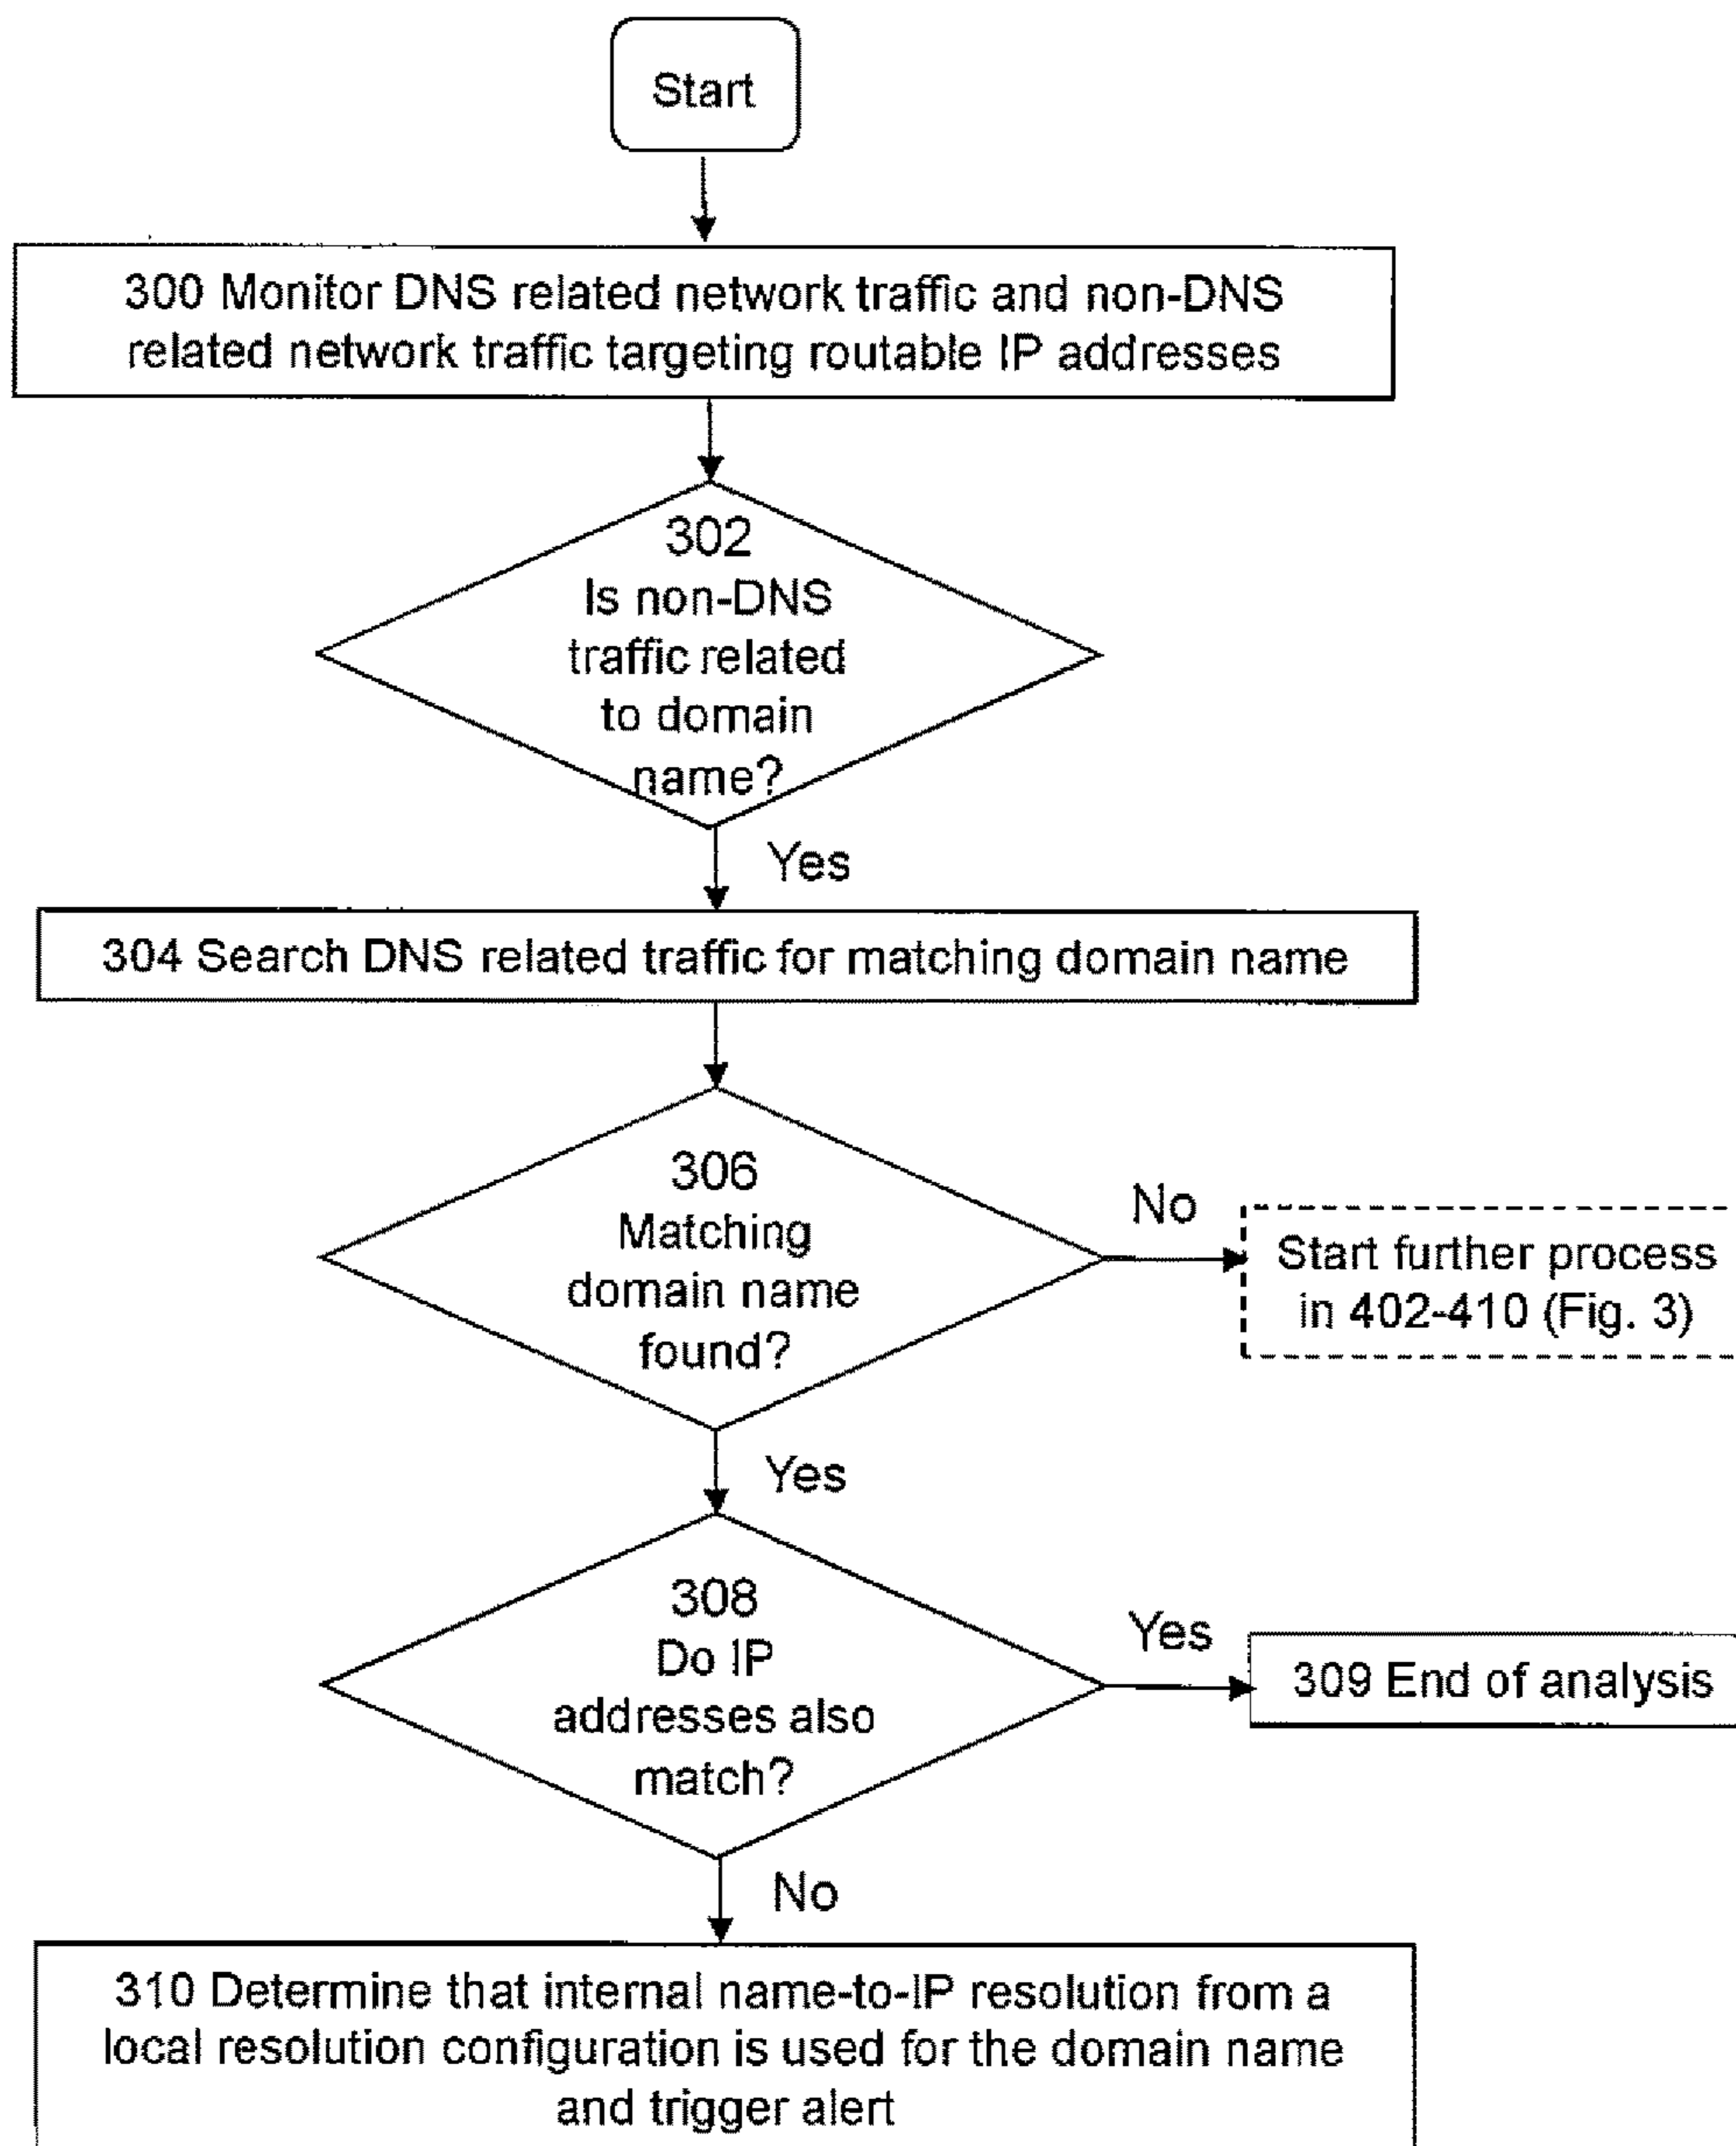 Start
300 Monitor DNS related network traffic and non-DNS
related network traffic targeting routable IP addresses
302
Is non-DNS
traffic related
to domain
name?
Yes
304 Search DNS related traffic for matching domain name
306
Matching
domain name
found?
No
Start further process
in 402-410 (Fig. 3)
Yes
308
Do IP
addresses also
match?
Yes
309 End of analysis
No
310 Determine that internal name-to-IP resolution from a
local resolution configuration is used for the domain name
and trigger alert